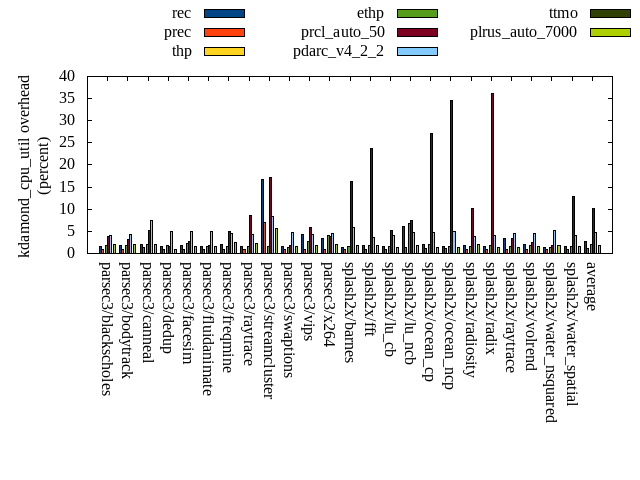 rec
prec
thp
ethp
prcl_auto_50
pdarc_v4_2_2
ttmo
plrus_auto_7000
kdamond_cpu_util overhead
(percent)
40
35
30
25
20
15
10
5
0
parsec3/blackscholes
parsec3/bodytrack
parsec3/canneal
parsec3/dedup
parsec3/facesim
parsec3/fluidanimate
parsec3/freqmine
parsec3/raytrace
parsec3/streamcluster
parsec3/swaptions
parsec3/vips
parsec3/x264
splash2x/barnes
splash2x/fft
splash2x/lu_cb
splash2x/lu_ncb
splash2x/ocean_cp
splash2x/ocean_ncp
splash2x/radiosity
splash2x/radix
splash2x/raytrace
splash2x/volrend
splash2x/water_nsquared
splash2x/water_spatial
average